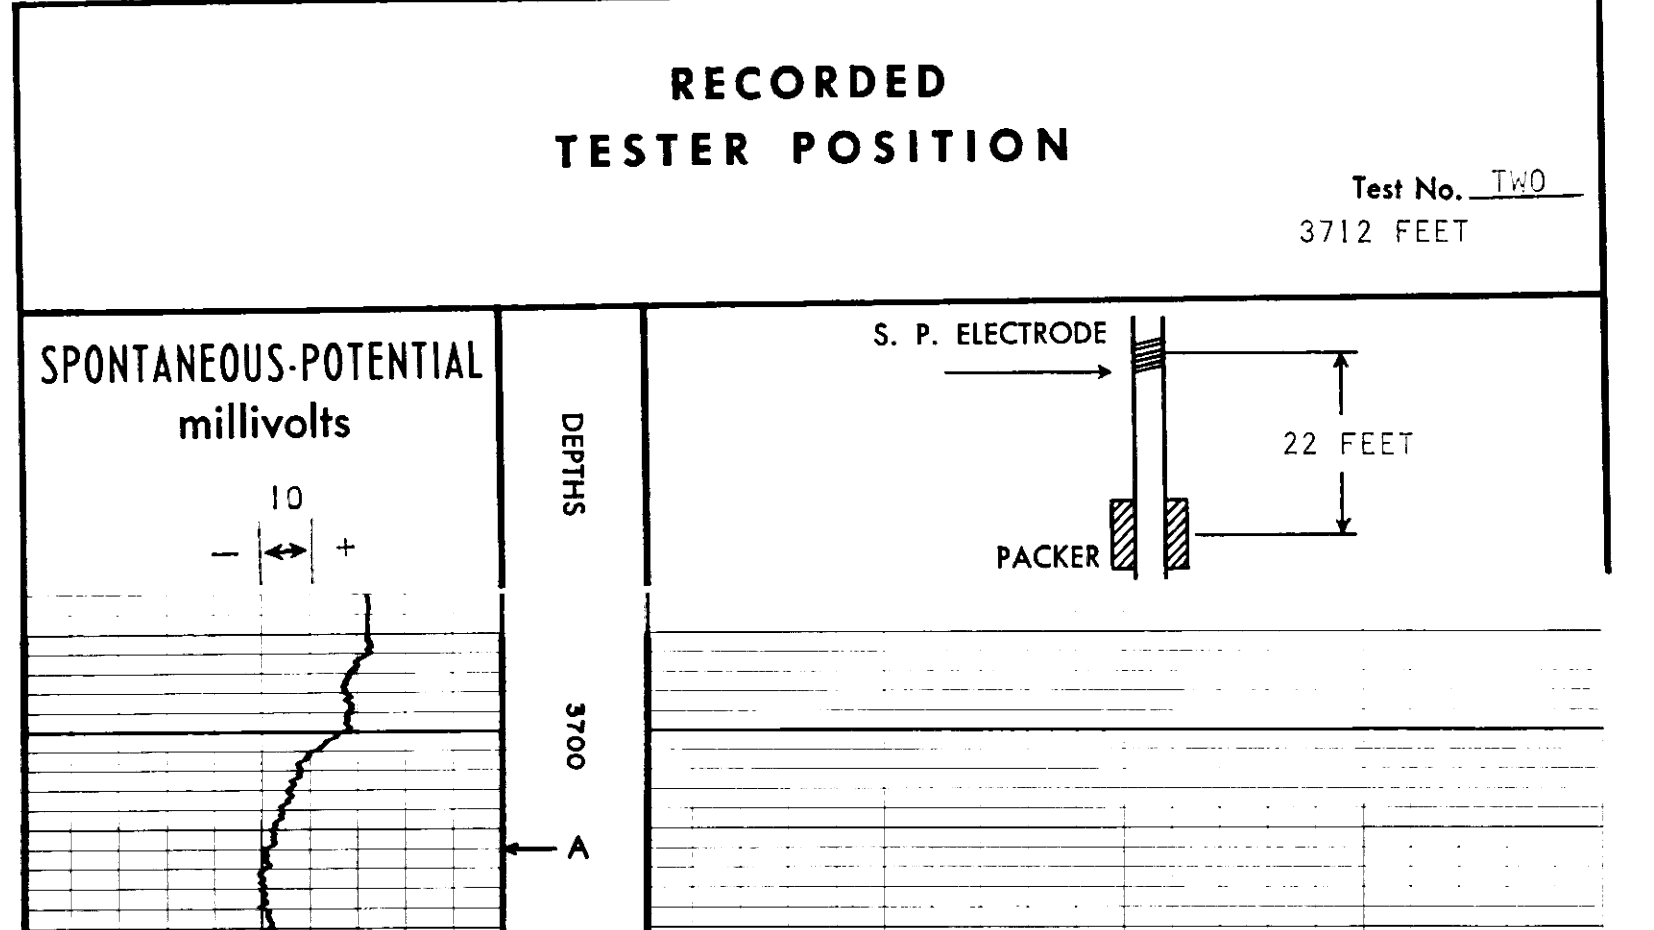 RECORDED
TESTER POSITION
Test No. TWO
3712 FEET
SPONTANEOUS-POTENTIAL
millivolts
10
− +
DEPTHS
3700
A
S. P. ELECTRODE
22 FEET
PACKER